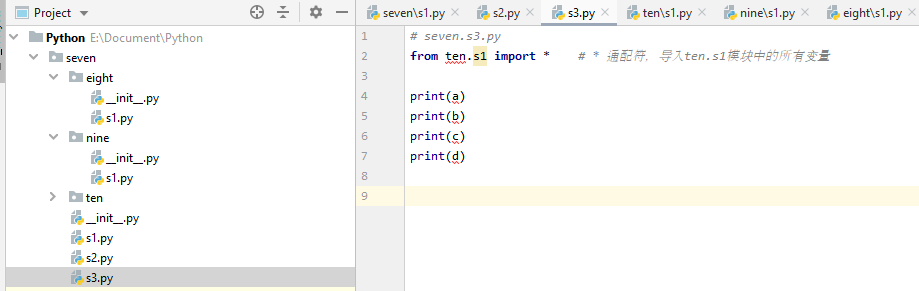 Project
seven\s1.py s2.py s3.py ten\s1.py nine\s1.py eight\s1.py
Python E:\Document\Python
seven
eight
__init__.py
s1.py
nine
__init__.py
s1.py
ten
__init__.py
s1.py
s2.py
s3.py
1 # seven.s3.py
2 from ten.s1 import * # * 通配符，导入ten.s1模块中的所有变量
3
4 print(a)
5 print(b)
6 print(c)
7 print(d)
8
9